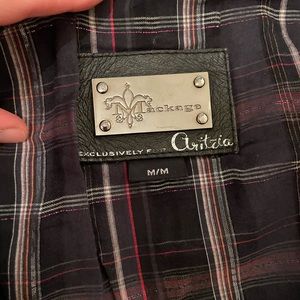 Mackage
EXCLUSIVELY FOR aritzia
M/M